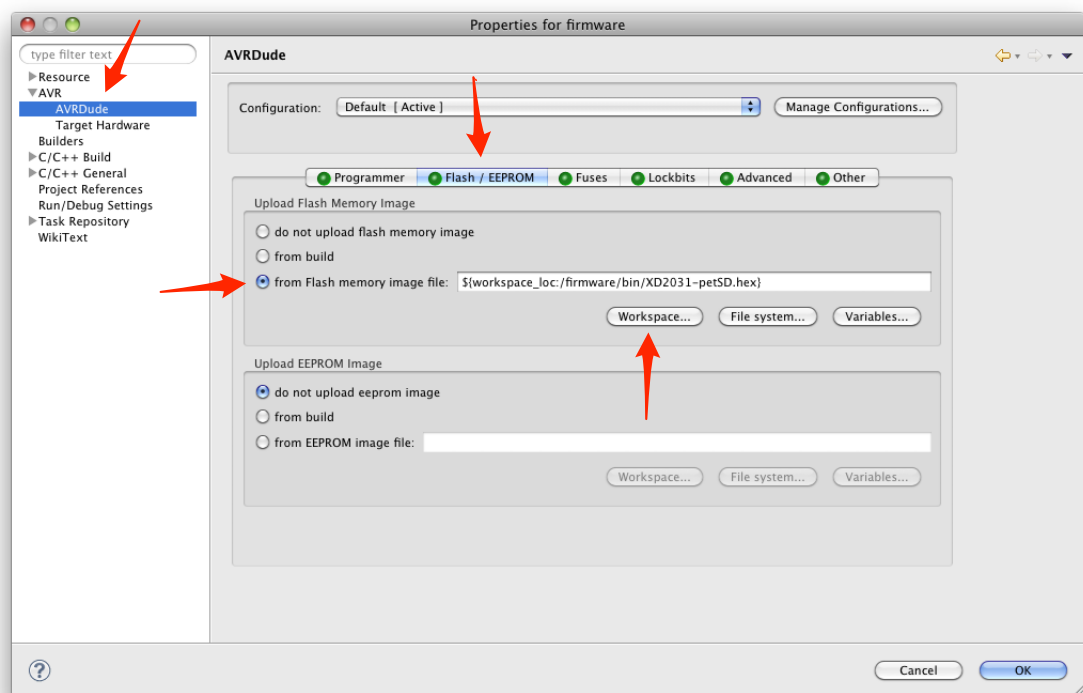 Properties for firmware
type filter text
Resource
AVR
AVRDude
Target Hardware
Builders
C/C++ Build
C/C++ General
Project References
Run/Debug Settings
Task Repository
WikiText
AVRDude
Configuration: Default [ Active ] Manage Configurations...
Programmer Flash / EEPROM Fuses Lockbits Advanced Other
Upload Flash Memory Image
do not upload flash memory image
from build
from Flash memory image file: ${workspace_loc:/firmware/bin/XD2031-petSD.hex}
Workspace... File system... Variables...
Upload EEPROM Image
do not upload eeprom image
from build
from EEPROM image file:
Workspace... File system... Variables...
? Cancel OK